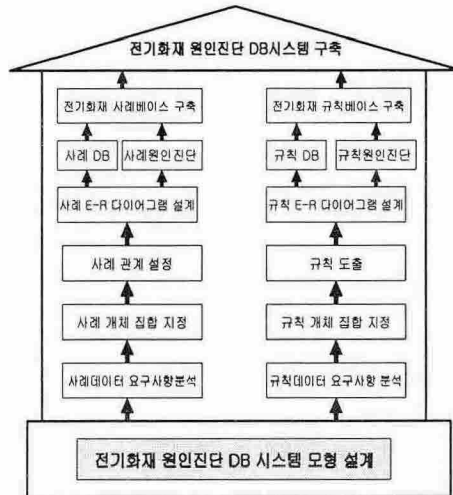 전기화재 원인진단 DB시스템 구축
전기화재 사례베이스 구축
전기화재 규칙베이스 구축
사례 DB
사례원인진단
규칙 DB
규칙원인진단
사례 E-R 다이어그램 설계
규칙 E-R 다이어그램 설계
사례 관계 설정
규칙 도출
사례 개체 집합 지정
규칙 개체 집합 지정
사례데이터 요구사항분석
규칙데이터 요구사항 분석
전기화재 원인진단 DB 시스템 모형 설계